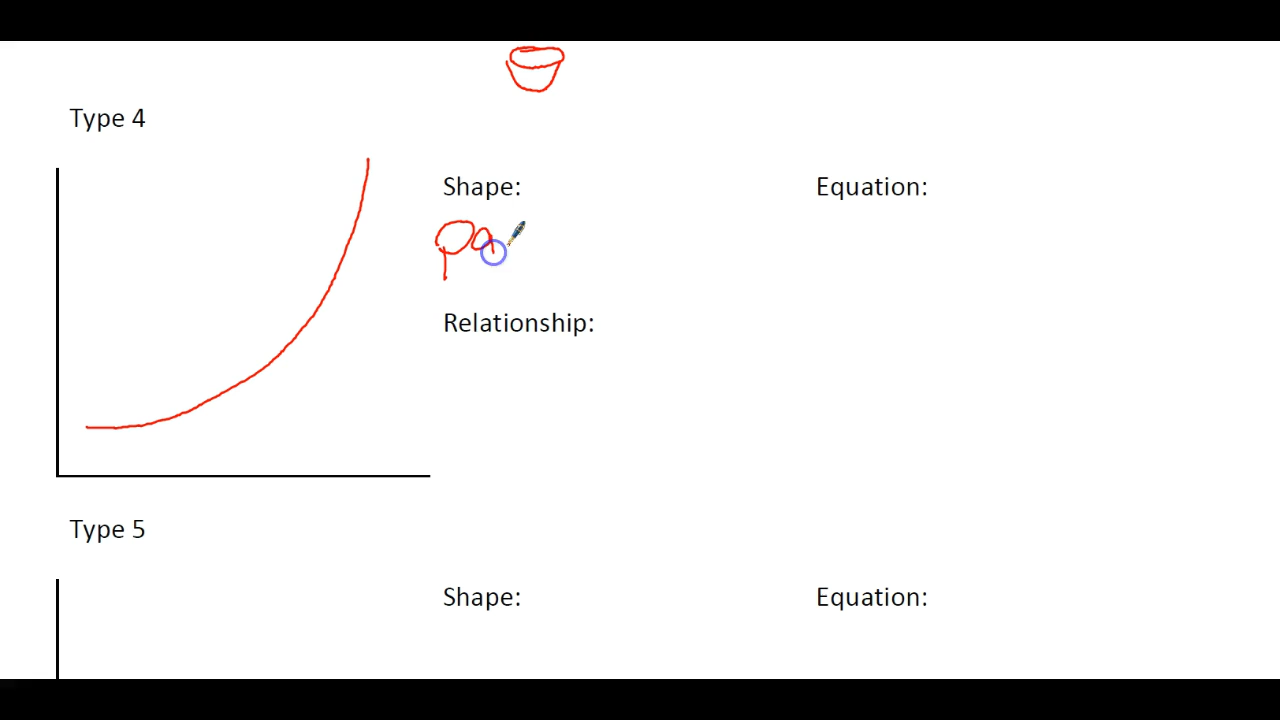 Type 4
Shape:
Equation:
pa
Relationship:
Type 5
Shape:
Equation: